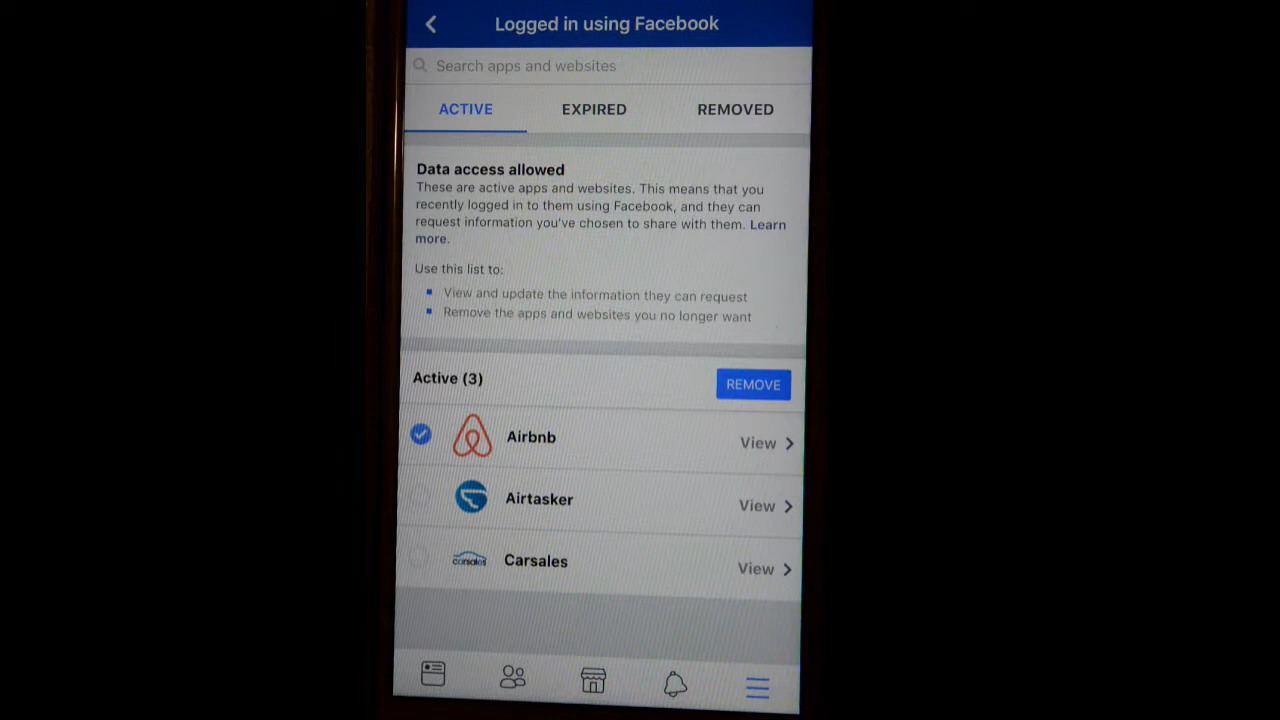 Logged in using Facebook
Search apps and websites
ACTIVE EXPIRED REMOVED
Data access allowed
These are active apps and websites. This means that you
recently logged in to them using Facebook, and they can
request information you've chosen to share with them. Learn
more.
Use this list to:
View and update the information they can request
Remove the apps and websites you no longer want
Active (3) REMOVE
Airbnb View
Airtasker View
carsales Carsales View